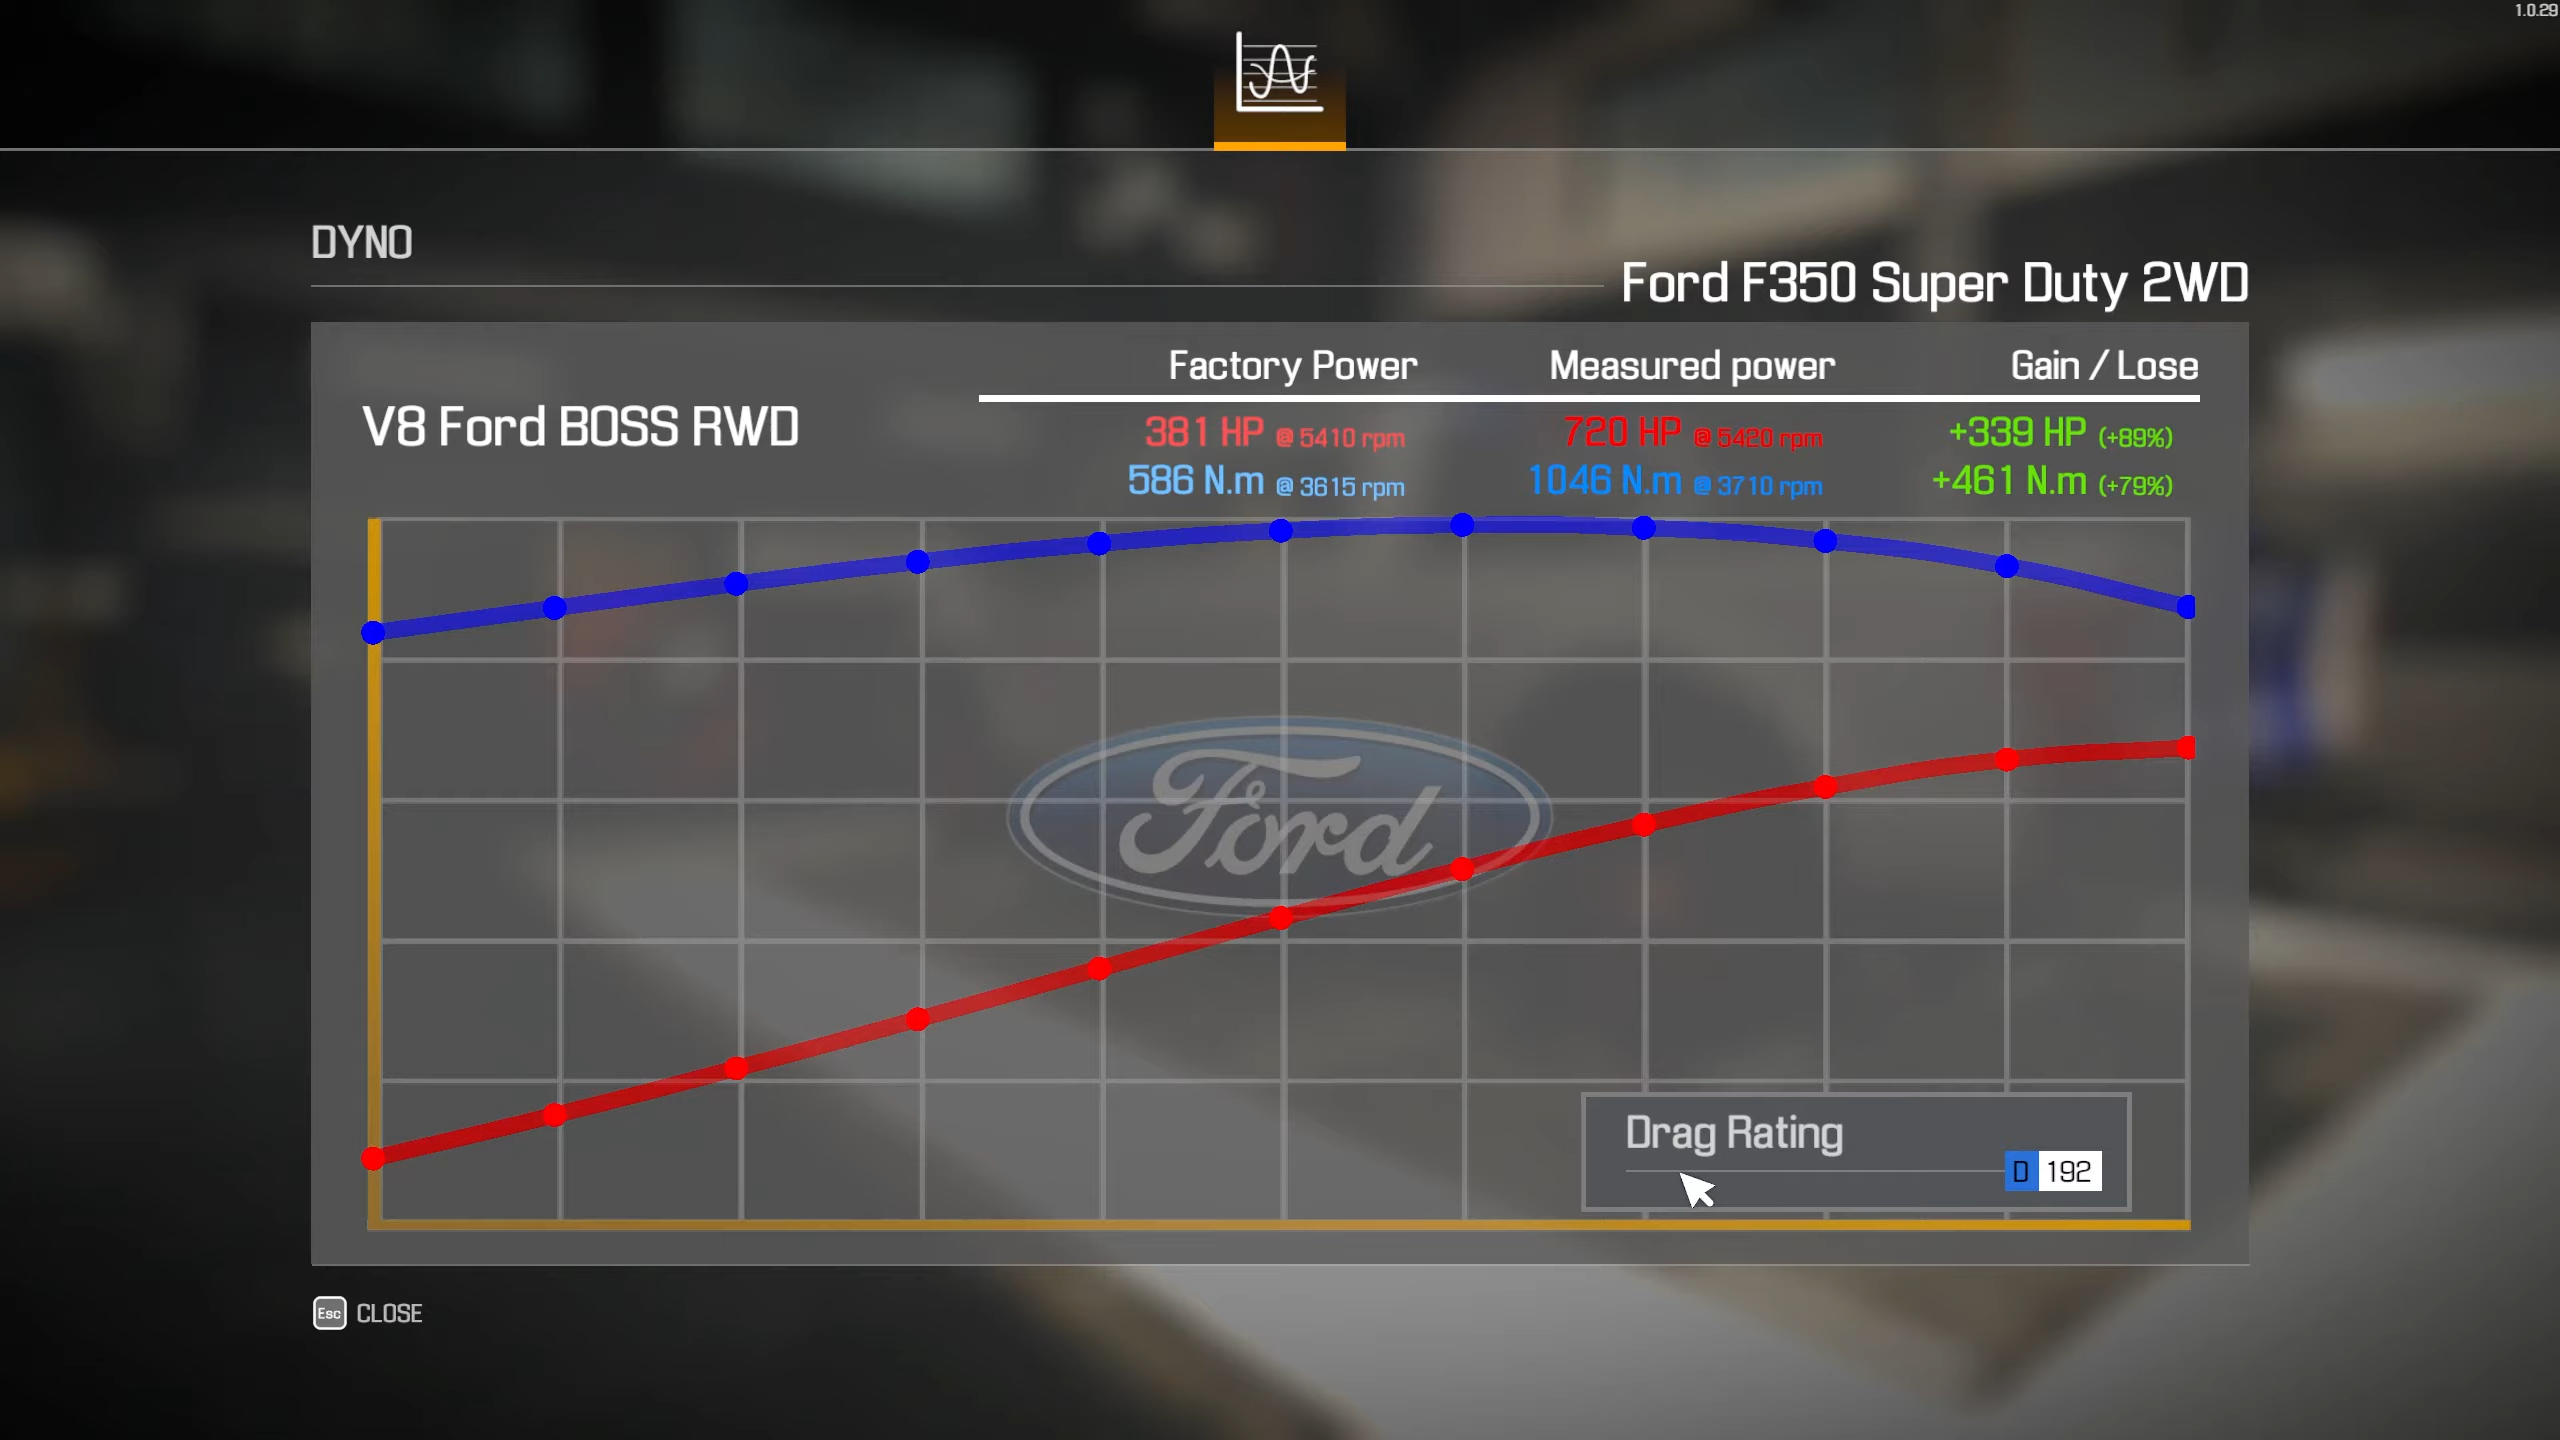 1.0.29
DYNO
Ford F350 Super Duty 2WD
Factory Power Measured power Gain / Lose
V8 Ford BOSS RWD
381 HP @ 5410 rpm 720 HP @ 5420 rpm +339 HP (+89%)
586 N.m @ 3615 rpm 1046 N.m @ 3710 rpm +461 N.m (+79%)
Ford
Drag Rating
D 192
Esc CLOSE